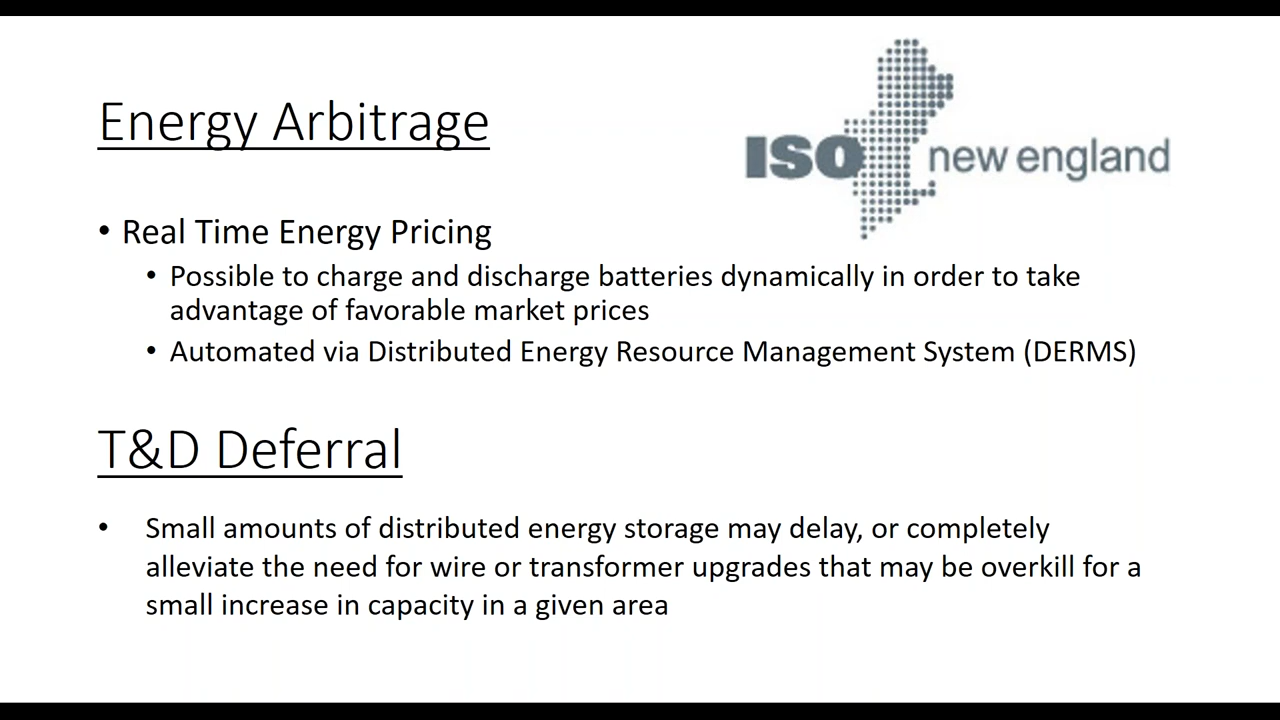 Energy Arbitrage
ISO new england
• Real Time Energy Pricing
• Possible to charge and discharge batteries dynamically in order to take
advantage of favorable market prices
• Automated via Distributed Energy Resource Management System (DERMS)
T&D Deferral
• Small amounts of distributed energy storage may delay, or completely
alleviate the need for wire or transformer upgrades that may be overkill for a
small increase in capacity in a given area